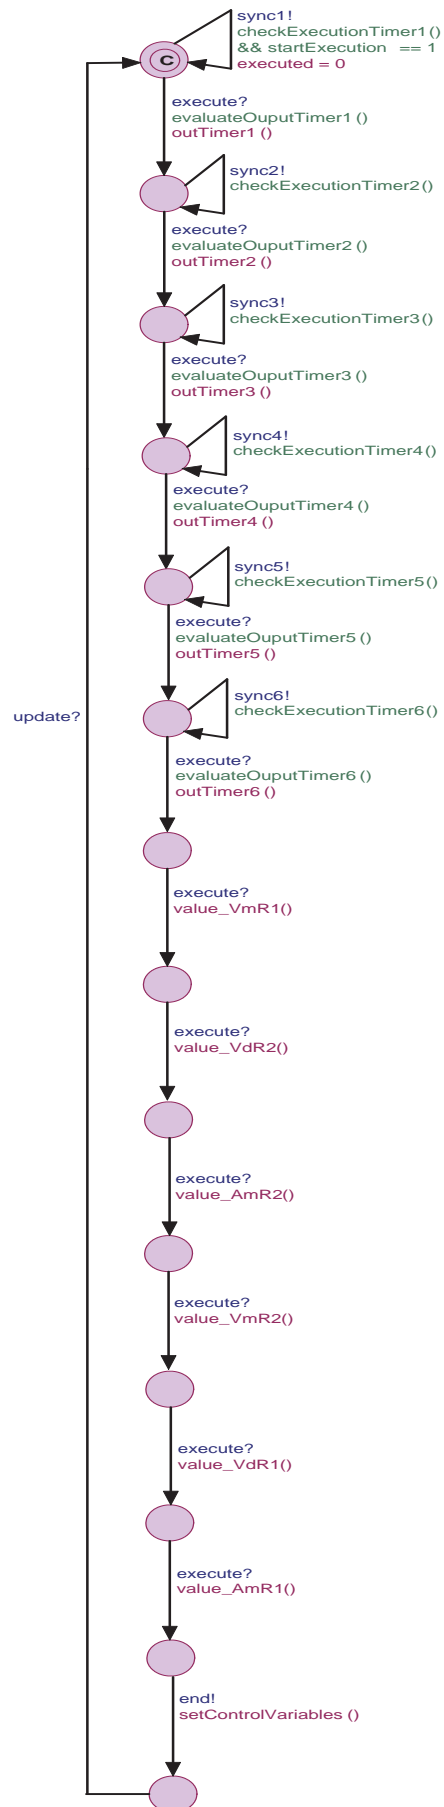 sync1!
checkExecutionTimer1()
&& startExecution == 1
executed = 0
C
execute?
evaluateOuputTimer1 ()
outTimer1 ()
sync2!
checkExecutionTimer2()
execute?
evaluateOuputTimer2 ()
outTimer2 ()
sync3!
checkExecutionTimer3()
execute?
evaluateOuputTimer3 ()
outTimer3 ()
sync4!
checkExecutionTimer4()
execute?
evaluateOuputTimer4 ()
outTimer4 ()
sync5!
checkExecutionTimer5()
execute?
evaluateOuputTimer5 ()
outTimer5 ()
sync6!
checkExecutionTimer6()
update?
execute?
evaluateOuputTimer6 ()
outTimer6 ()
execute?
value_VmR1()
execute?
value_VdR2()
execute?
value_AmR2()
execute?
value_VmR2()
execute?
value_VdR1()
execute?
value_AmR1()
end!
setControlVariables ()